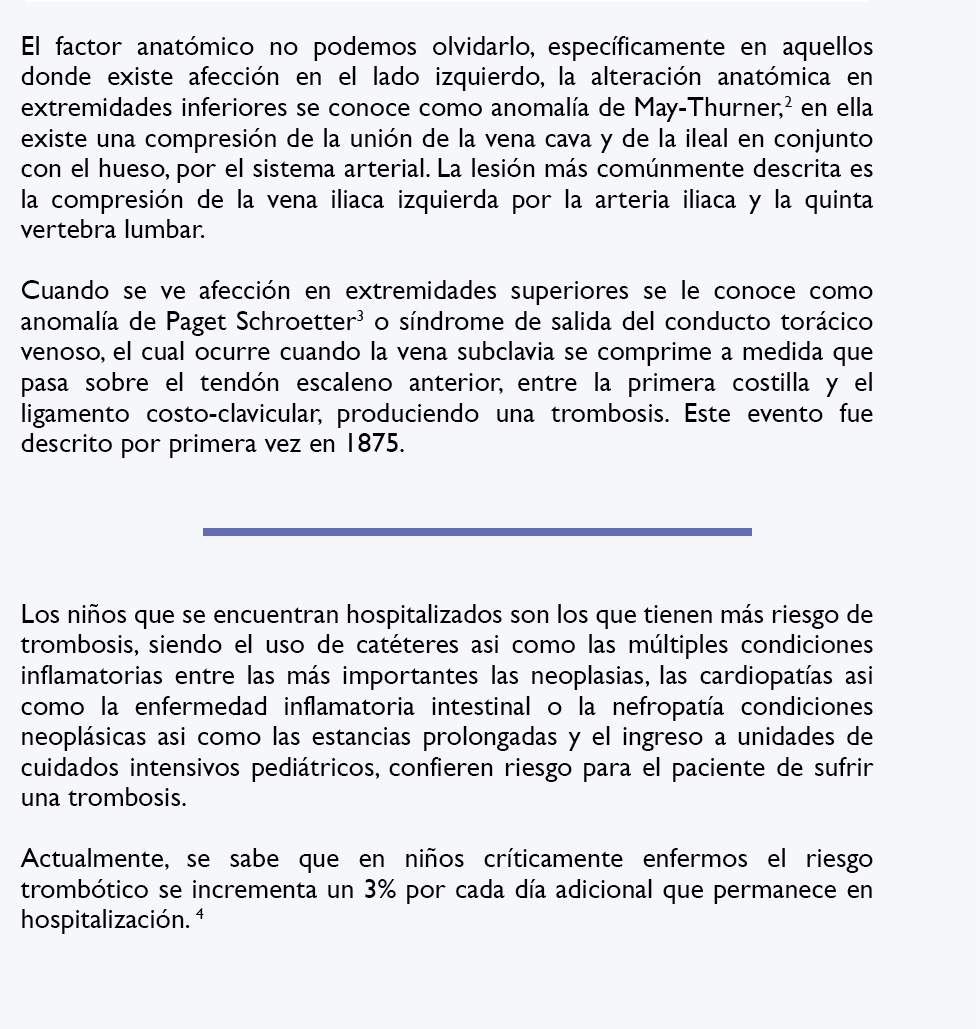 El factor anatómico no podemos olvidarlo, específicamente en aquellos
donde existe afección en el lado izquierdo, la alteración anatómica en
extremidades inferiores se conoce como anomalía de May-Thurner,² en ella
existe una compresión de la unión de la vena cava y de la ileal en conjunto
con el hueso, por el sistema arterial. La lesión más comúnmente descrita es
la compresión de la vena iliaca izquierda por la arteria iliaca y la quinta
vertebra lumbar.
Cuando se ve afección en extremidades superiores se le conoce como
anomalía de Paget Schroetter³ o síndrome de salida del conducto torácico
venoso, el cual ocurre cuando la vena subclavia se comprime a medida que
pasa sobre el tendón escaleno anterior, entre la primera costilla y el
ligamento costo-clavicular, produciendo una trombosis. Este evento fue
descrito por primera vez en 1875.
Los niños que se encuentran hospitalizados son los que tienen más riesgo de
trombosis, siendo el uso de catéteres asi como las múltiples condiciones
inflamatorias entre las más importantes las neoplasias, las cardiopatías asi
como la enfermedad inflamatoria intestinal o la nefropatía condiciones
neoplásicas asi como las estancias prolongadas y el ingreso a unidades de
cuidados intensivos pediátricos, confieren riesgo para el paciente de sufrir
una trombosis.
Actualmente, se sabe que en niños críticamente enfermos el riesgo
trombótico se incrementa un 3% por cada día adicional que permanece en
hospitalización. ⁴